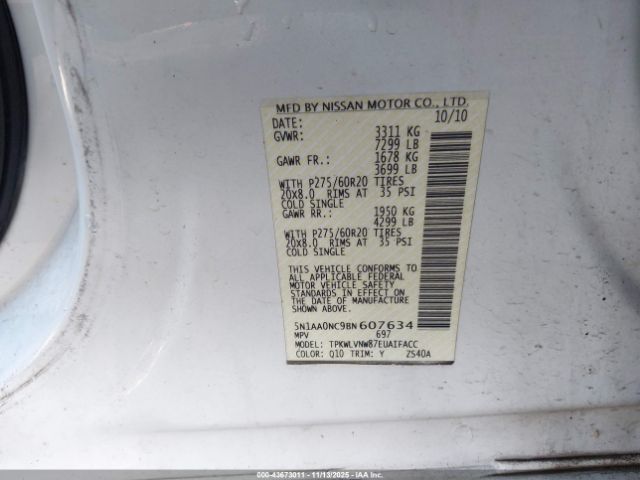 MFD BY NISSAN MOTOR CO., LTD.
DATE: 10/10
GVWR: 3311 KG
7299 LB
GAWR FR.: 1678 KG
3699 LB
WITH P275/60R20 TIRES
20X8.0 RIMS AT 35 PSI
COLD SINGLE
GAWR RR.: 1950 KG
4299 LB
WITH P275/60R20 TIRES
20X8.0 RIMS AT 35 PSI
COLD SINGLE
THIS VEHICLE CONFORMS TO
ALL APPLICABLE FEDERAL
MOTOR VEHICLE SAFETY
STANDARDS IN EFFECT ON
THE DATE OF MANUFACTURE
SHOWN ABOVE.
5N1AA0NC9BN607634
MPV 697
MODEL: TPKWLVNW87EUAIFACC
COLOR: Q10 TRIM: Y ZS40A
000-43673011 - 11/13/2025 - IAAI.COM